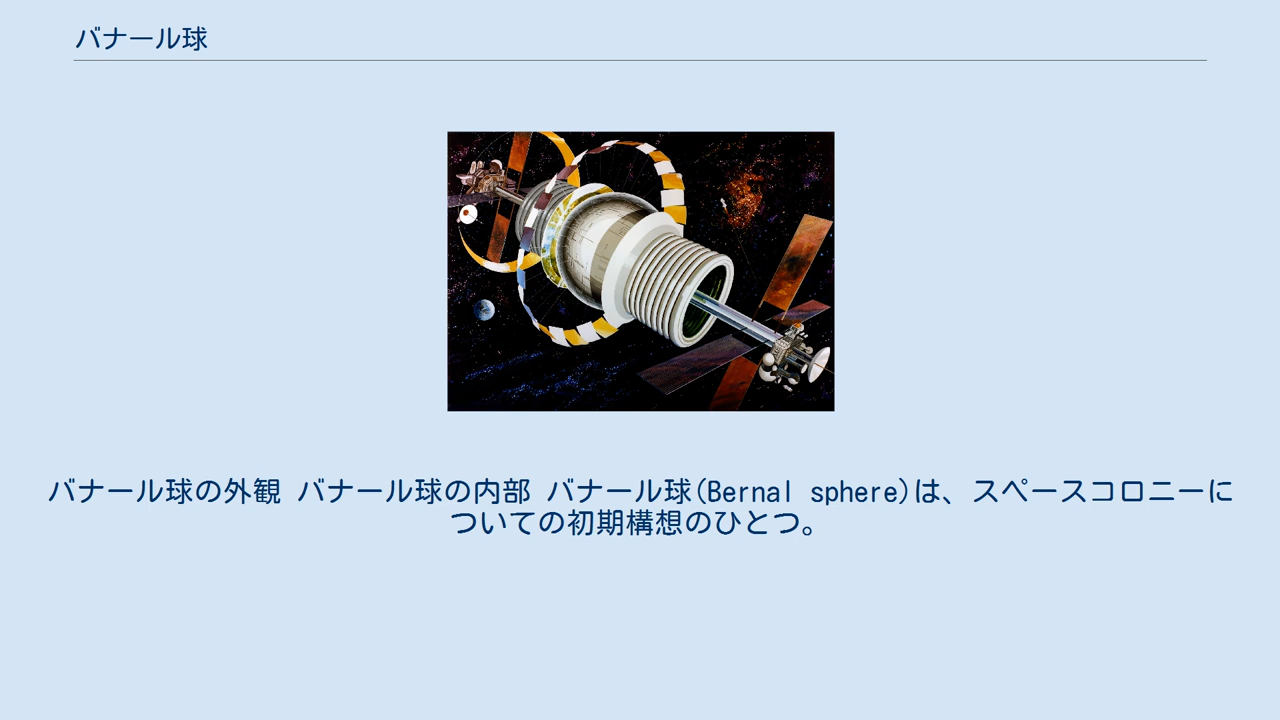 バナール球
バナール球の外観 バナール球の内部 バナール球(Bernal sphere)は、スペースコロニーに
ついての初期構想のひとつ。